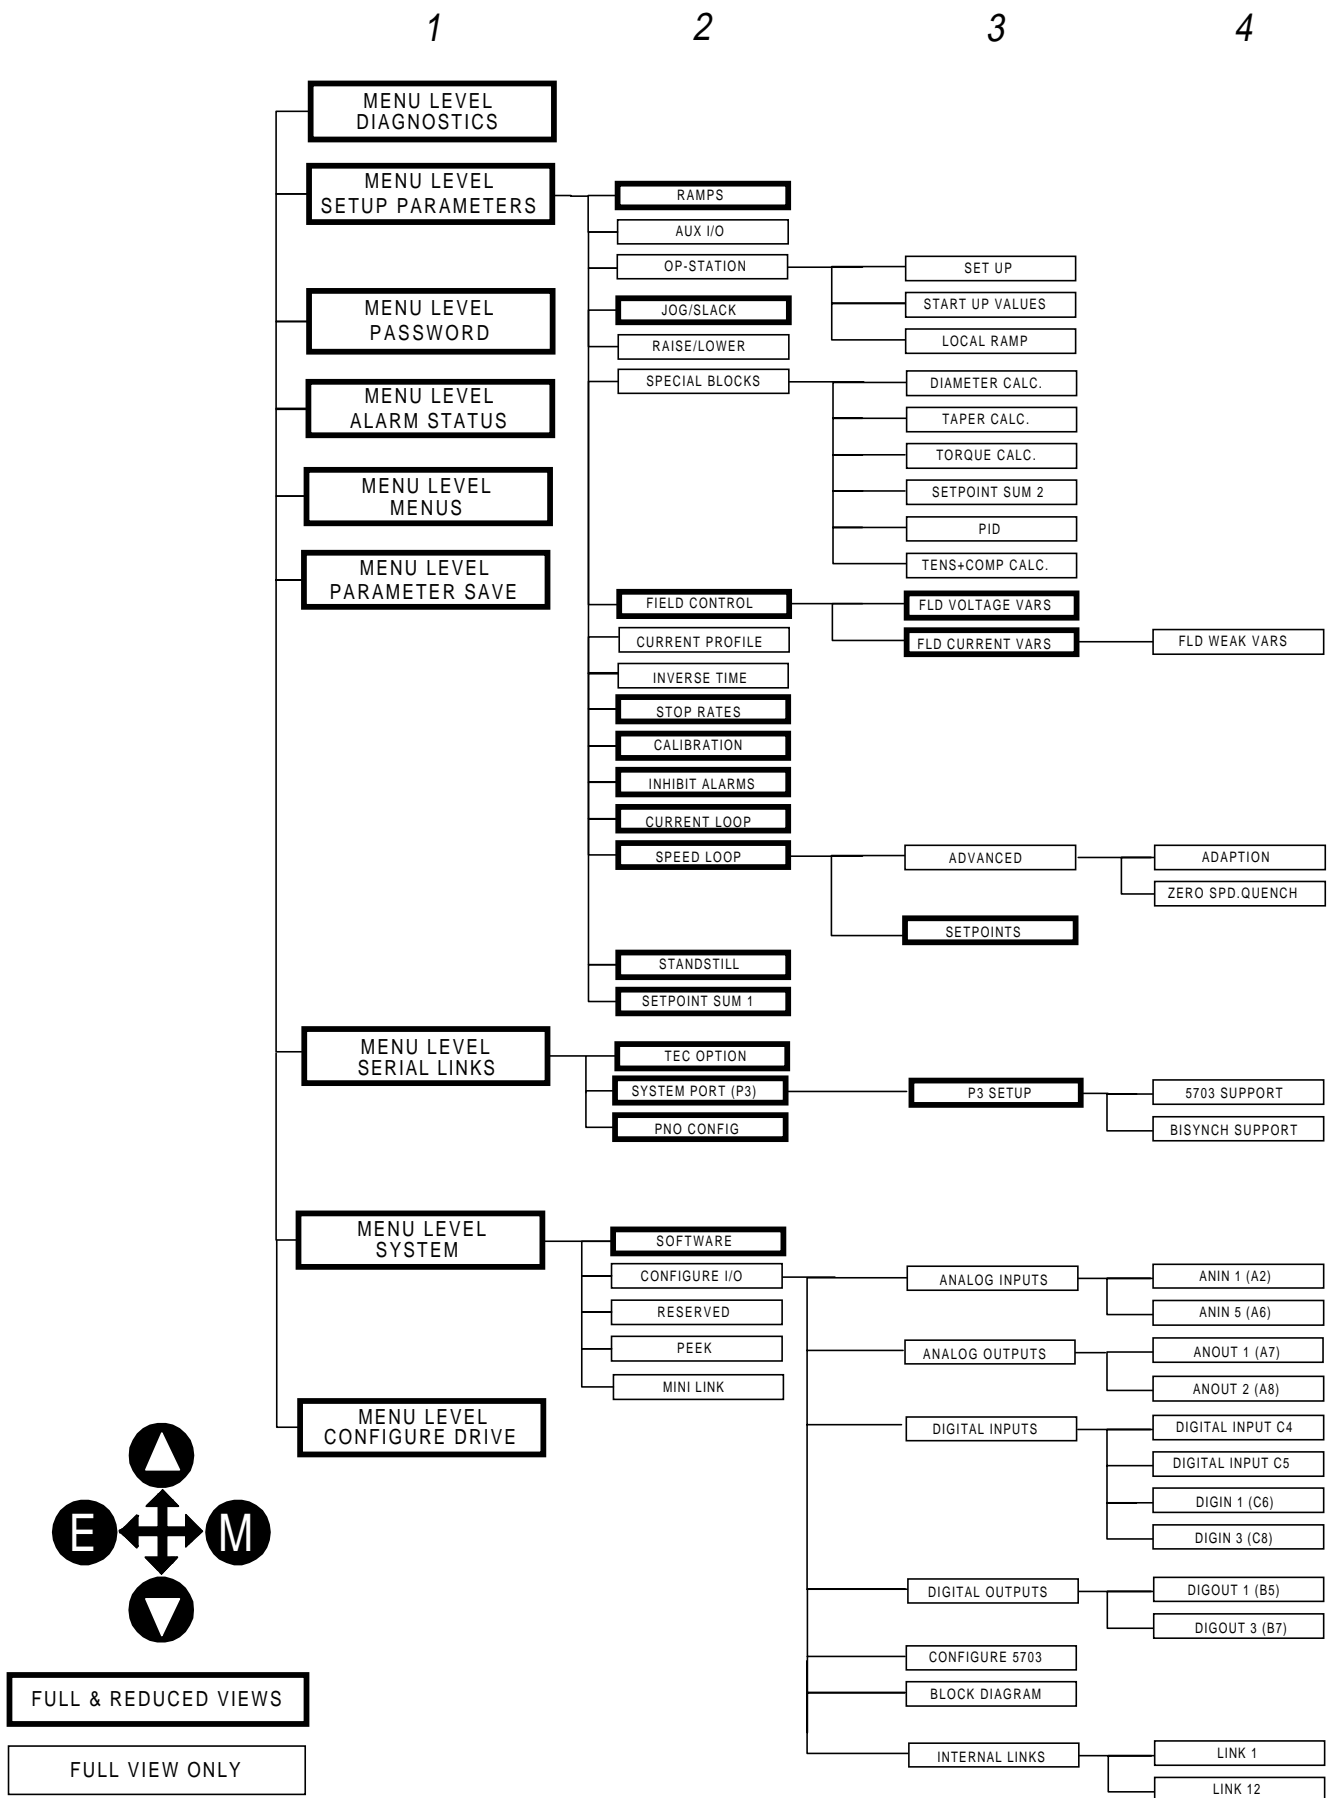 1 2 3 4
MENU LEVEL
DIAGNOSTICS
MENU LEVEL
SETUP PARAMETERS
RAMPS
AUX I/O
OP-STATION
SET UP
START UP VALUES
LOCAL RAMP
MENU LEVEL
PASSWORD
JOG/SLACK
RAISE/LOWER
SPECIAL BLOCKS
DIAMETER CALC.
TAPER CALC.
TORQUE CALC.
SETPOINT SUM 2
PID
TENS+COMP CALC.
MENU LEVEL
ALARM STATUS
MENU LEVEL
MENUS
MENU LEVEL
PARAMETER SAVE
FIELD CONTROL
FLD VOLTAGE VARS
FLD CURRENT VARS
FLD WEAK VARS
CURRENT PROFILE
INVERSE TIME
STOP RATES
CALIBRATION
INHIBIT ALARMS
CURRENT LOOP
SPEED LOOP
ADVANCED
ADAPTION
ZERO SPD.QUENCH
SETPOINTS
STANDSTILL
SETPOINT SUM 1
MENU LEVEL
SERIAL LINKS
TEC OPTION
SYSTEM PORT (P3)
P3 SETUP
5703 SUPPORT
BISYNCH SUPPORT
PNO CONFIG
MENU LEVEL
SYSTEM
SOFTWARE
CONFIGURE I/O
ANALOG INPUTS
ANIN 1 (A2)
ANIN 5 (A6)
RESERVED
PEEK
MINI LINK
ANALOG OUTPUTS
ANOUT 1 (A7)
ANOUT 2 (A8)
DIGITAL INPUTS
DIGITAL INPUT C4
DIGITAL INPUT C5
DIGIN 1 (C6)
DIGIN 3 (C8)
DIGITAL OUTPUTS
DIGOUT 1 (B5)
DIGOUT 3 (B7)
CONFIGURE 5703
BLOCK DIAGRAM
INTERNAL LINKS
LINK 1
LINK 12
MENU LEVEL
CONFIGURE DRIVE
E M
FULL & REDUCED VIEWS
FULL VIEW ONLY